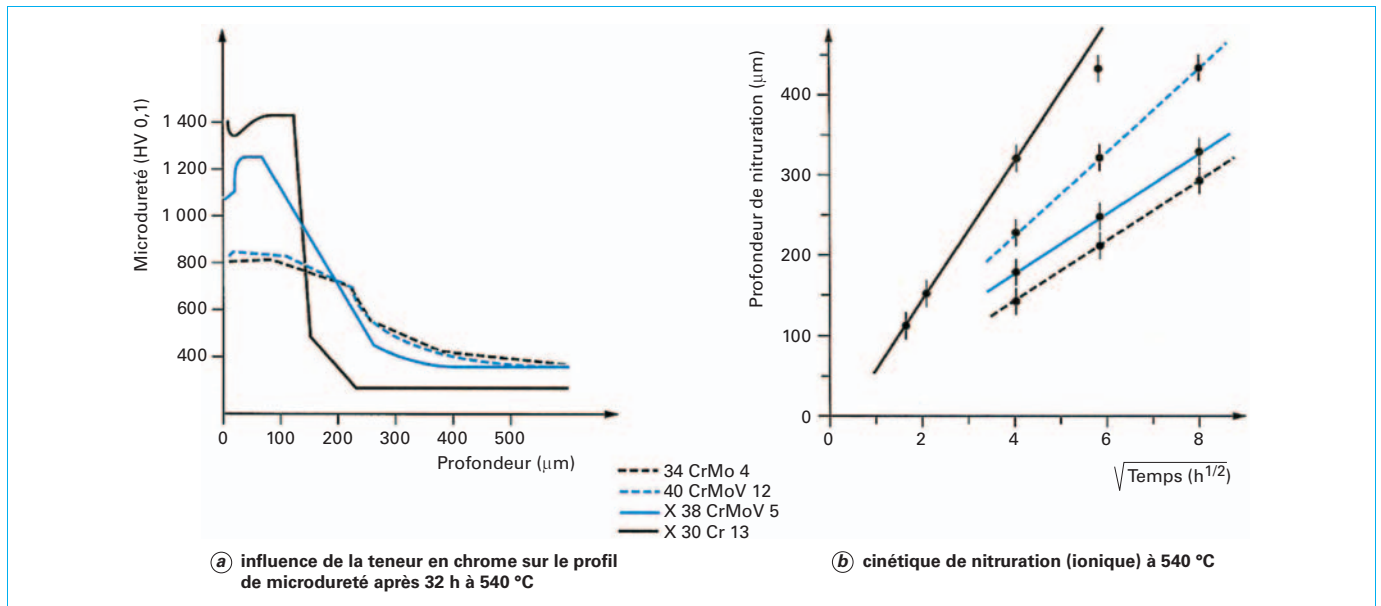 Microdureté (HV 0,1)
1 400
1 200
1 000
800
600
400
0
100
200
300
400
500
Profondeur (µm)
Profondeur de nitruration (µm)
400
300
200
100
0
0
2
4
6
8
√Temps (h1/2)
34 CrMo 4
40 CrMoV 12
X 38 CrMoV 5
X 30 Cr 13
a influence de la teneur en chrome sur le profil
de microdureté après 32 h à 540 °C
b cinétique de nitruration (ionique) à 540 °C